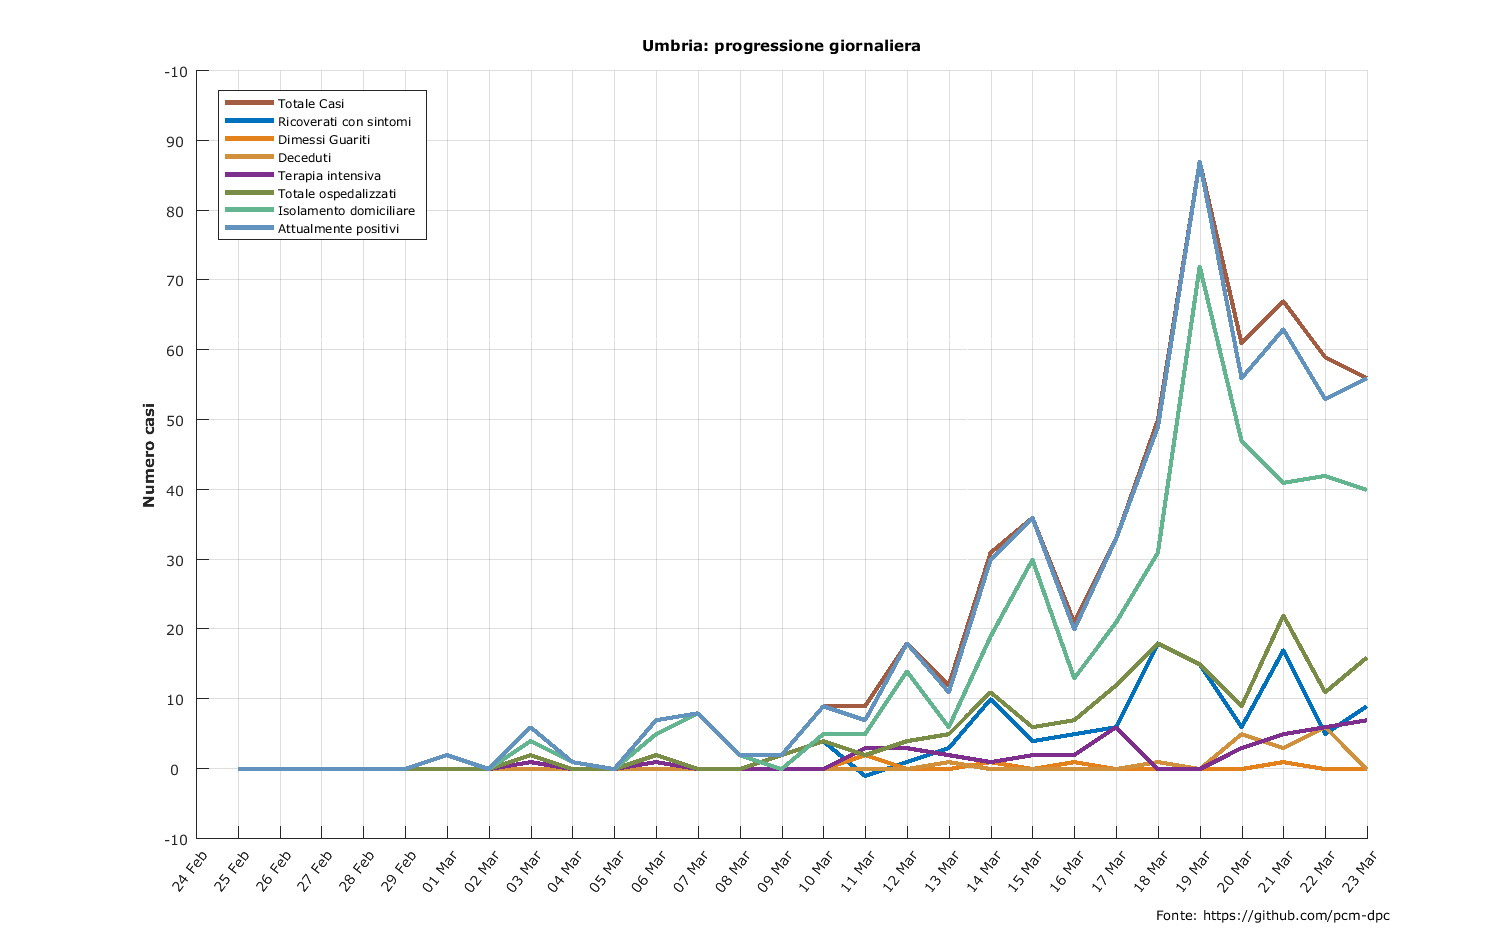 Umbria: progressione giornaliera
-10
90
80
70
60
50
40
30
20
10
0
-10
Numero casi
Totale Casi
Ricoverati con sintomi
Dimessi Guariti
Deceduti
Terapia intensiva
Totale ospedalizzati
Isolamento domiciliare
Attualmente positivi
24 Feb
25 Feb
26 Feb
27 Feb
28 Feb
29 Feb
01 Mar
02 Mar
03 Mar
04 Mar
05 Mar
06 Mar
07 Mar
08 Mar
09 Mar
10 Mar
11 Mar
12 Mar
13 Mar
14 Mar
15 Mar
16 Mar
17 Mar
18 Mar
19 Mar
20 Mar
21 Mar
22 Mar
23 Mar
Fonte: https://github.com/pcm-dpc